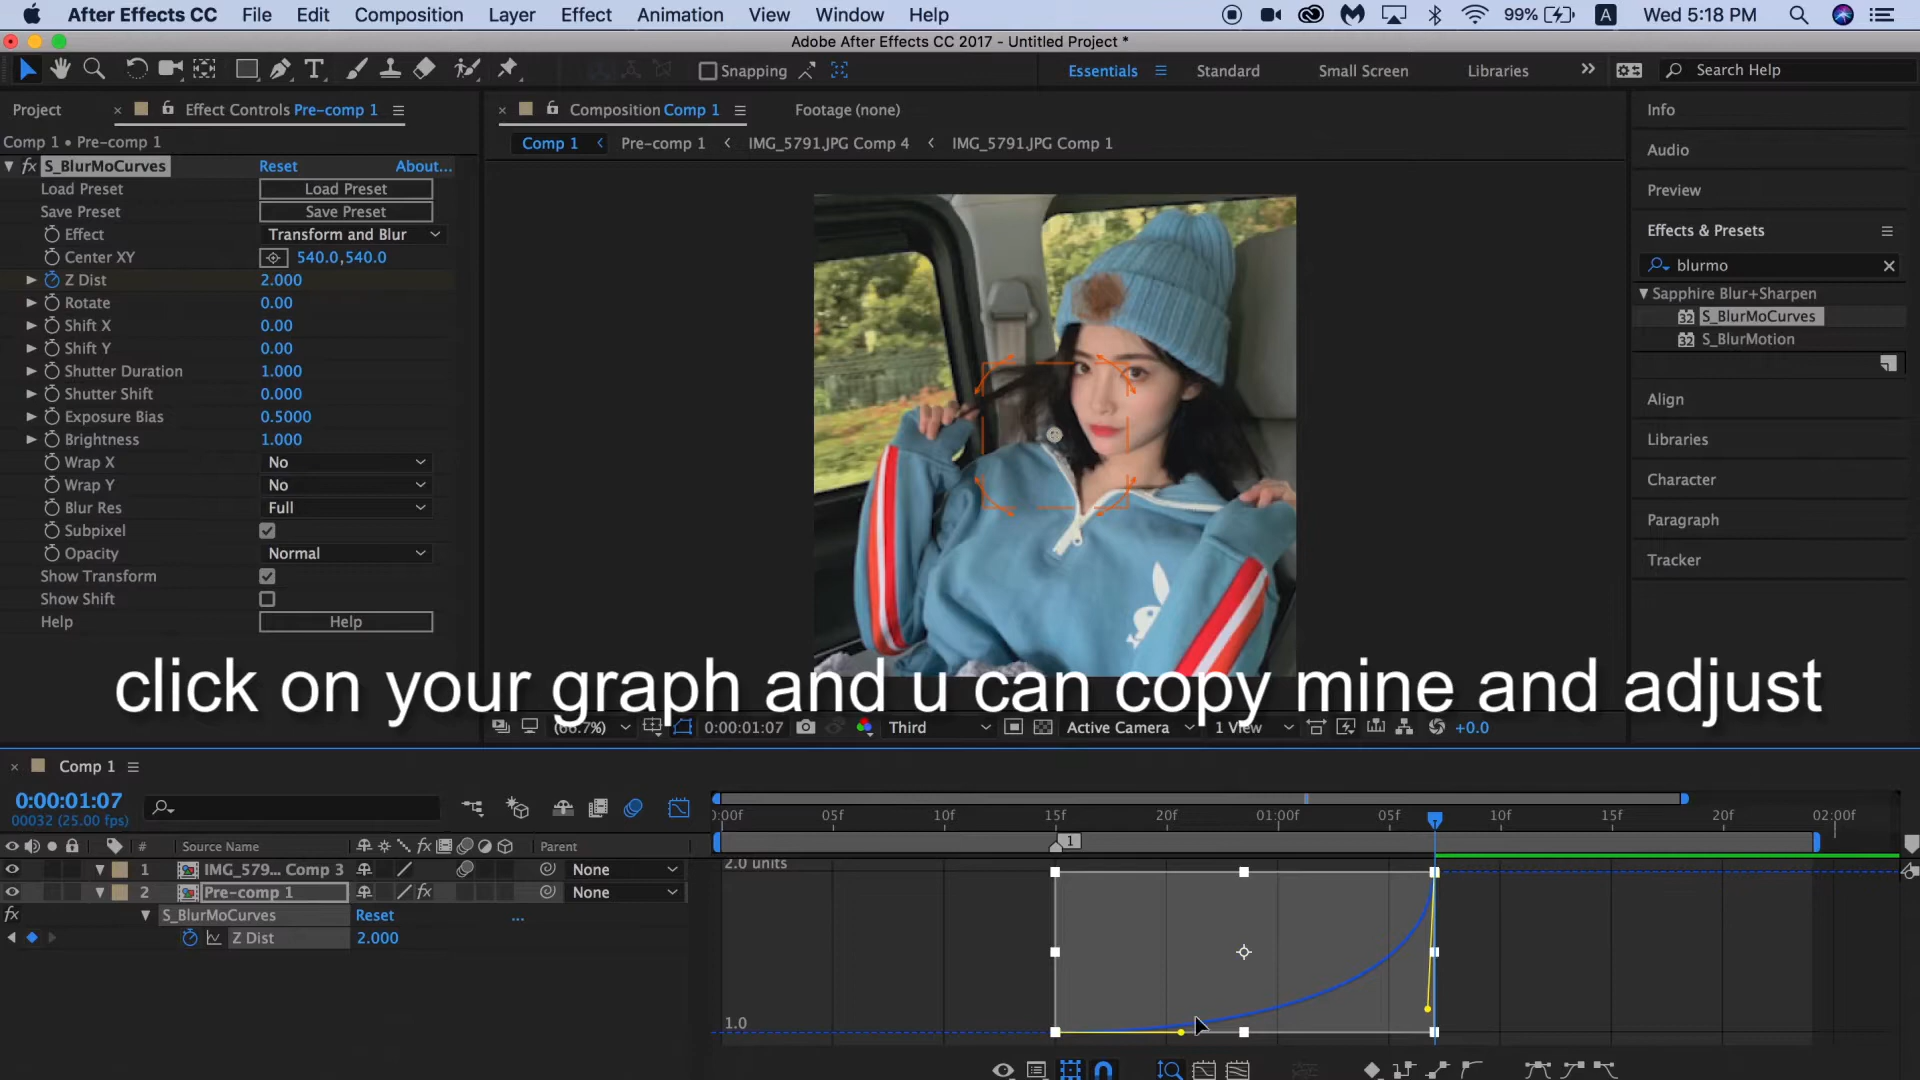 After Effects CC File Edit Composition Layer Effect Animation View Window Help 99% A Wed 5:18 PM
Adobe After Effects CC 2017 - Untitled Project *
T Snapping Essentials Standard Small Screen Libraries Search Help
Project Effect Controls Pre-comp 1
Comp 1 • Pre-comp 1
fx S_BlurMoCurves Reset About...
Load Preset Load Preset
Save Preset Save Preset
Effect Transform and Blur
Center XY 540.0,540.0
Z Dist 2.000
Rotate 0.00
Shift X 0.00
Shift Y 0.00
Shutter Duration 1.000
Shutter Shift 0.000
Exposure Bias 0.5000
Brightness 1.000
Wrap X No
Wrap Y No
Blur Res Full
Subpixel
Opacity Normal
Show Transform
Show Shift
Help Help
Composition Comp 1 Footage (none)
Comp 1 Pre-comp 1 IMG_5791.JPG Comp 4 IMG_5791.JPG Comp 1
Info
Audio
Preview
Effects & Presets
blurmo
Sapphire Blur+Sharpen
32 S_BlurMoCurves
32 S_BlurMotion
Align
Libraries
Character
Paragraph
Tracker
click on your graph and u can copy mine and adjust
(66.7%) 0:00:01:07 Third Active Camera 1 View +0.0
Comp 1
0:00:01:07
00032 (25.00 fps)
:00f 05f 10f 15f 20f 01:00f 05f 10f 15f 20f 02:00f
1
# Source Name fx Parent
1 IMG_579... Comp 3 None
2 Pre-comp 1 fx None
fx S_BlurMoCurves Reset ...
Z Dist 2.000
2.0 units
1.0